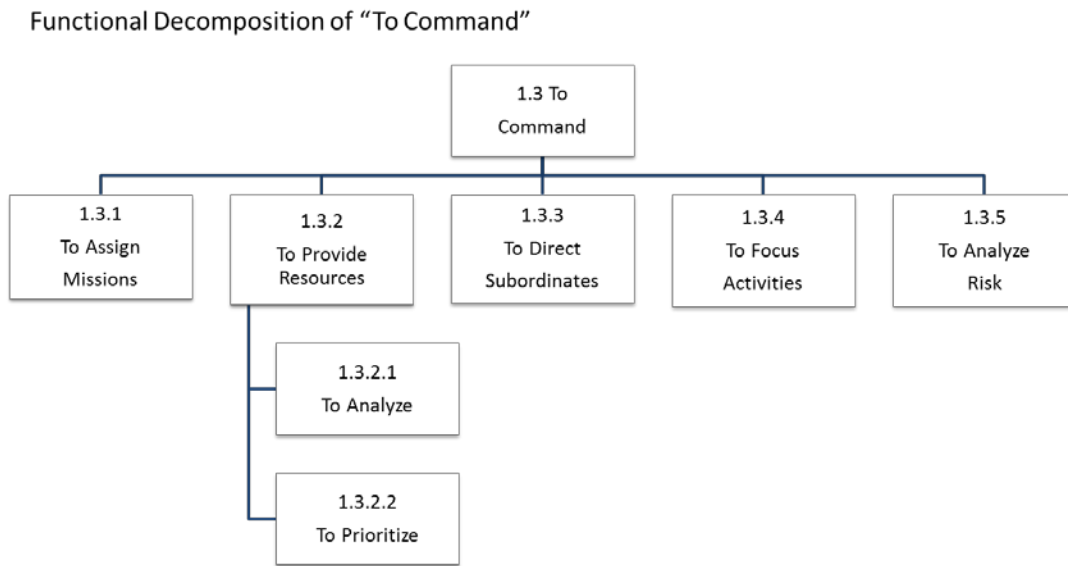 Functional Decomposition of “To Command”
1.3 To
Command
1.3.1
To Assign
Missions
1.3.2
To Provide
Resources
1.3.3
To Direct
Subordinates
1.3.4
To Focus
Activities
1.3.5
To Analyze
Risk
1.3.2.1
To Analyze
1.3.2.2
To Prioritize